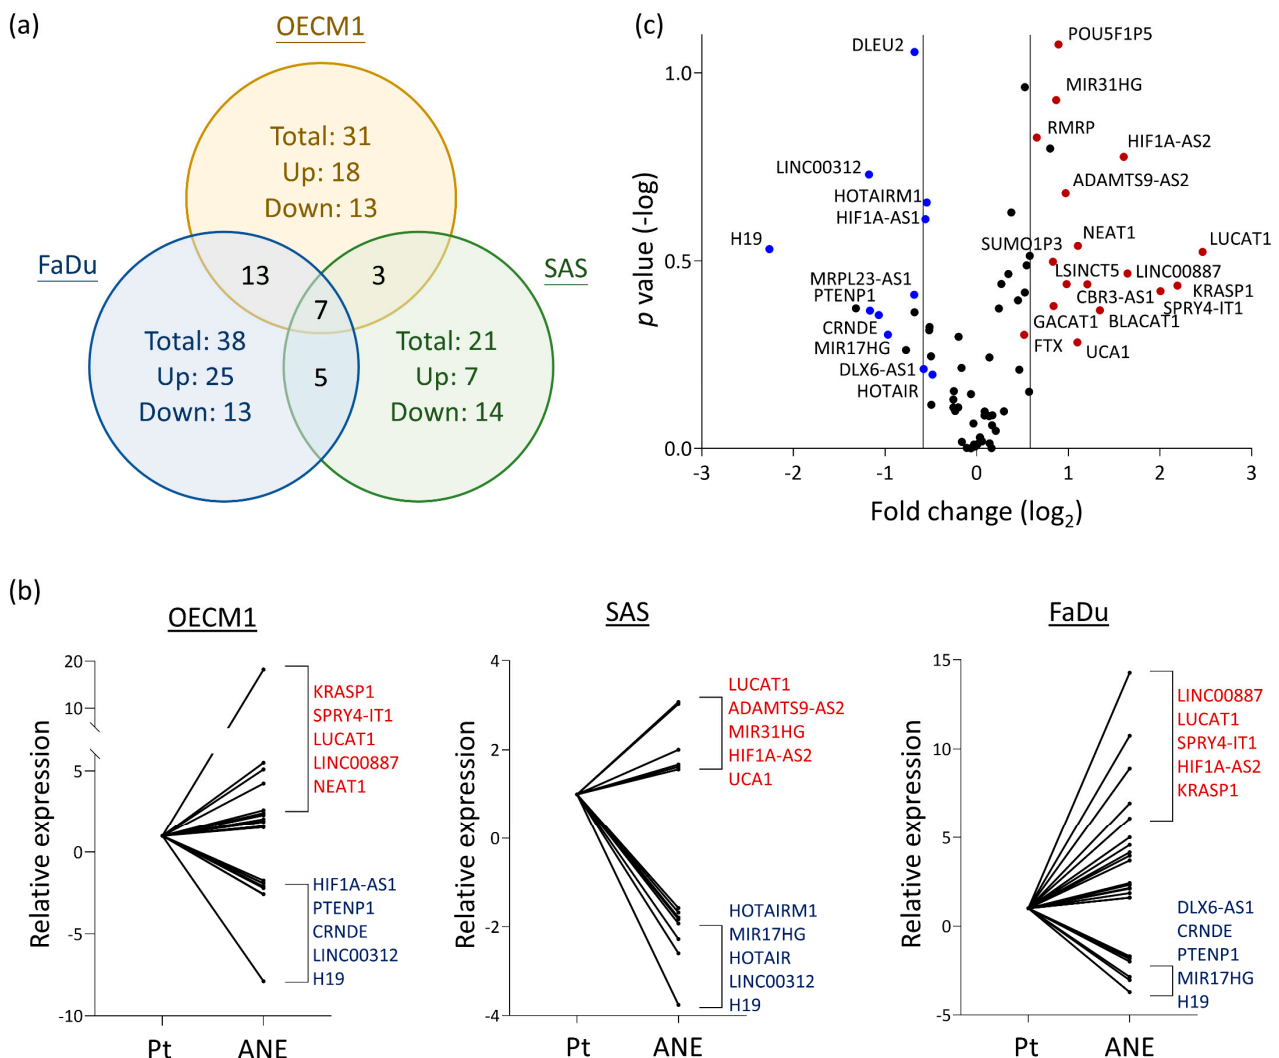 (a)
OECM1
Total: 31
Up: 18
Down: 13
FaDu
13
3
SAS
7
Total: 38
Up: 25
Down: 13
5
Total: 21
Up: 7
Down: 14
(c)
p value (-log)
1.0
0.5
0.0
-3
-2
-1
0
1
2
3
Fold change (log2)
DLEU2
POU5F1P5
MIR31HG
RMRP
HIF1A-AS2
LINC00312
ADAMTS9-AS2
HOTAIRM1
HIF1A-AS1
H19
SUMO1P3
NEAT1
LUCAT1
MRPL23-AS1
LSINCT5
LINC00887
PTENP1
CBR3-AS1
KRASP1
SPRY4-IT1
CRNDE
GACAT1
BLACAT1
MIR17HG
FTX
UCA1
DLX6-AS1
HOTAIR
(b)
OECM1
Relative expression
20
10
5
0
-5
-10
Pt
ANE
KRASP1
SPRY4-IT1
LUCAT1
LINC00887
NEAT1
HIF1A-AS1
PTENP1
CRNDE
LINC00312
H19
SAS
Relative expression
4
2
0
-2
-4
Pt
ANE
LUCAT1
ADAMTS9-AS2
MIR31HG
HIF1A-AS2
UCA1
HOTAIRM1
MIR17HG
HOTAIR
LINC00312
H19
FaDu
Relative expression
15
10
5
0
-5
Pt
ANE
LINC00887
LUCAT1
SPRY4-IT1
HIF1A-AS2
KRASP1
DLX6-AS1
CRNDE
PTENP1
MIR17HG
H19